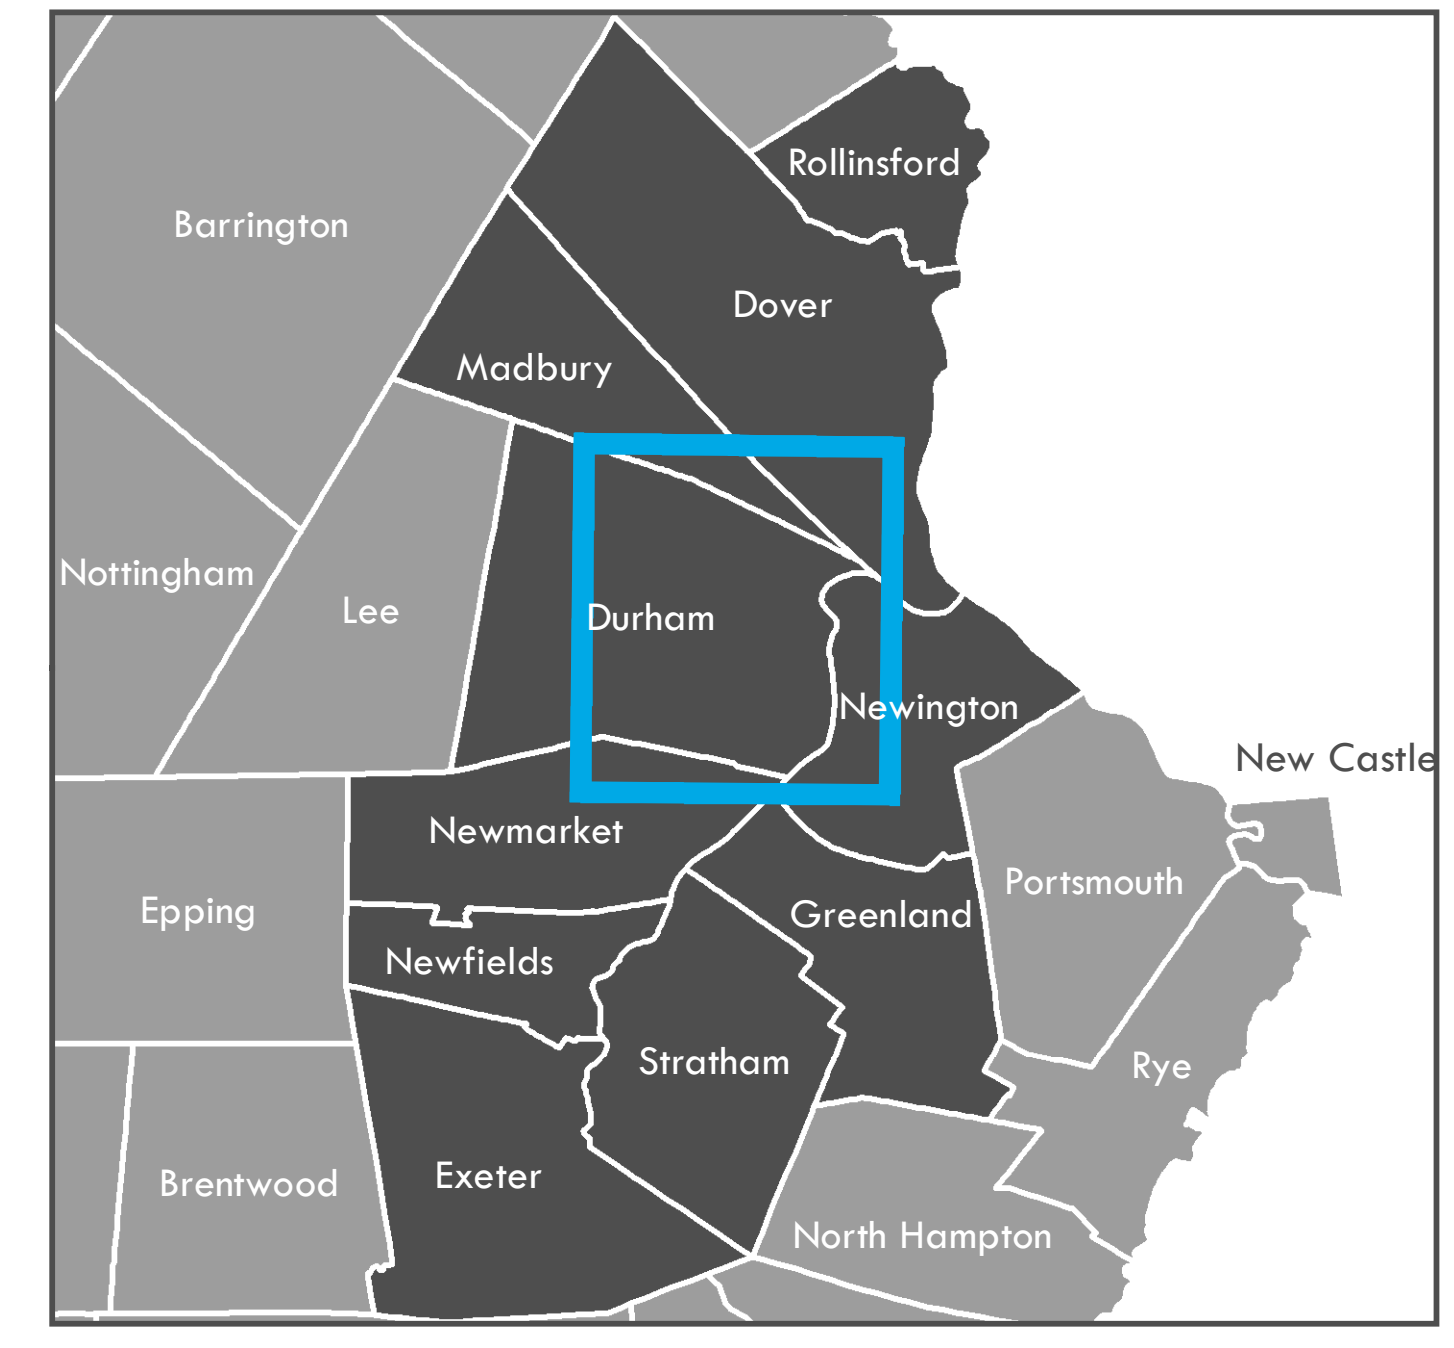 Rollinsford
Barrington
Dover
Madbury
Nottingham
Lee
Durham
Newington
New Castle
Newmarket
Portsmouth
Epping
Greenland
Newfields
Stratham
Rye
Exeter
Brentwood
North Hampton